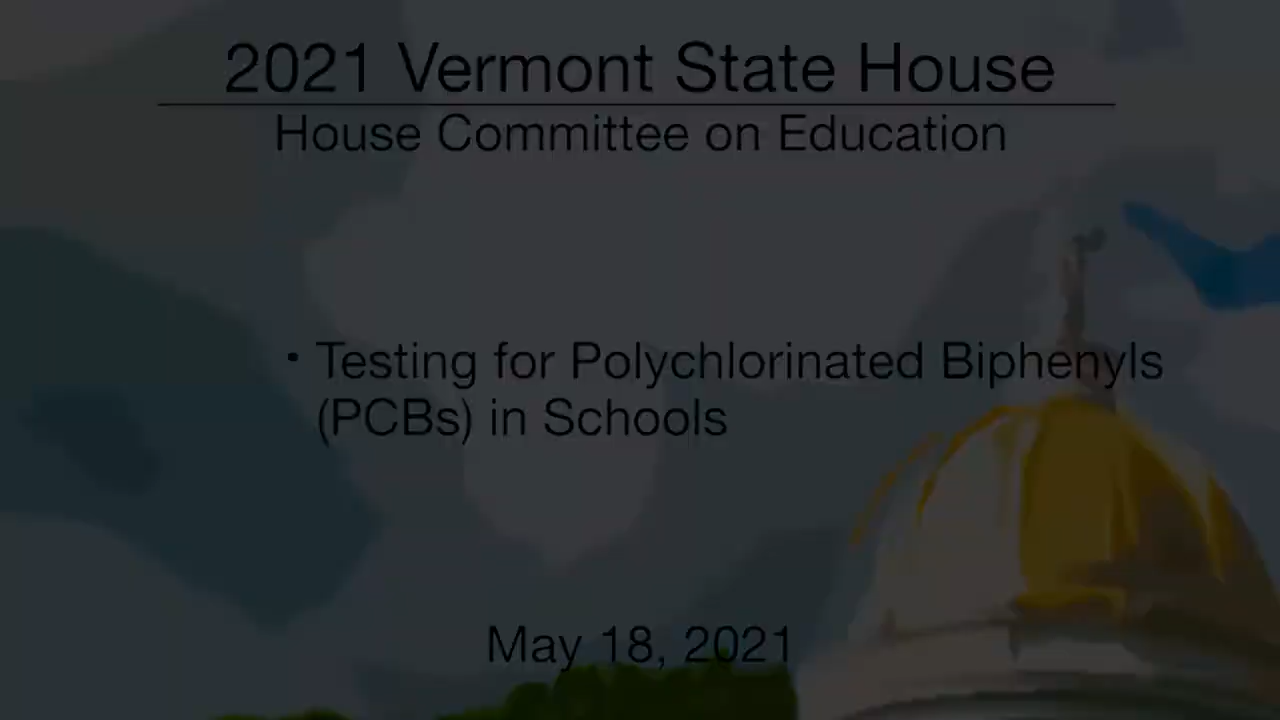 2021 Vermont State House
House Committee on Education
• Testing for Polychlorinated Biphenyls
(PCBs) in Schools
May 18, 2021